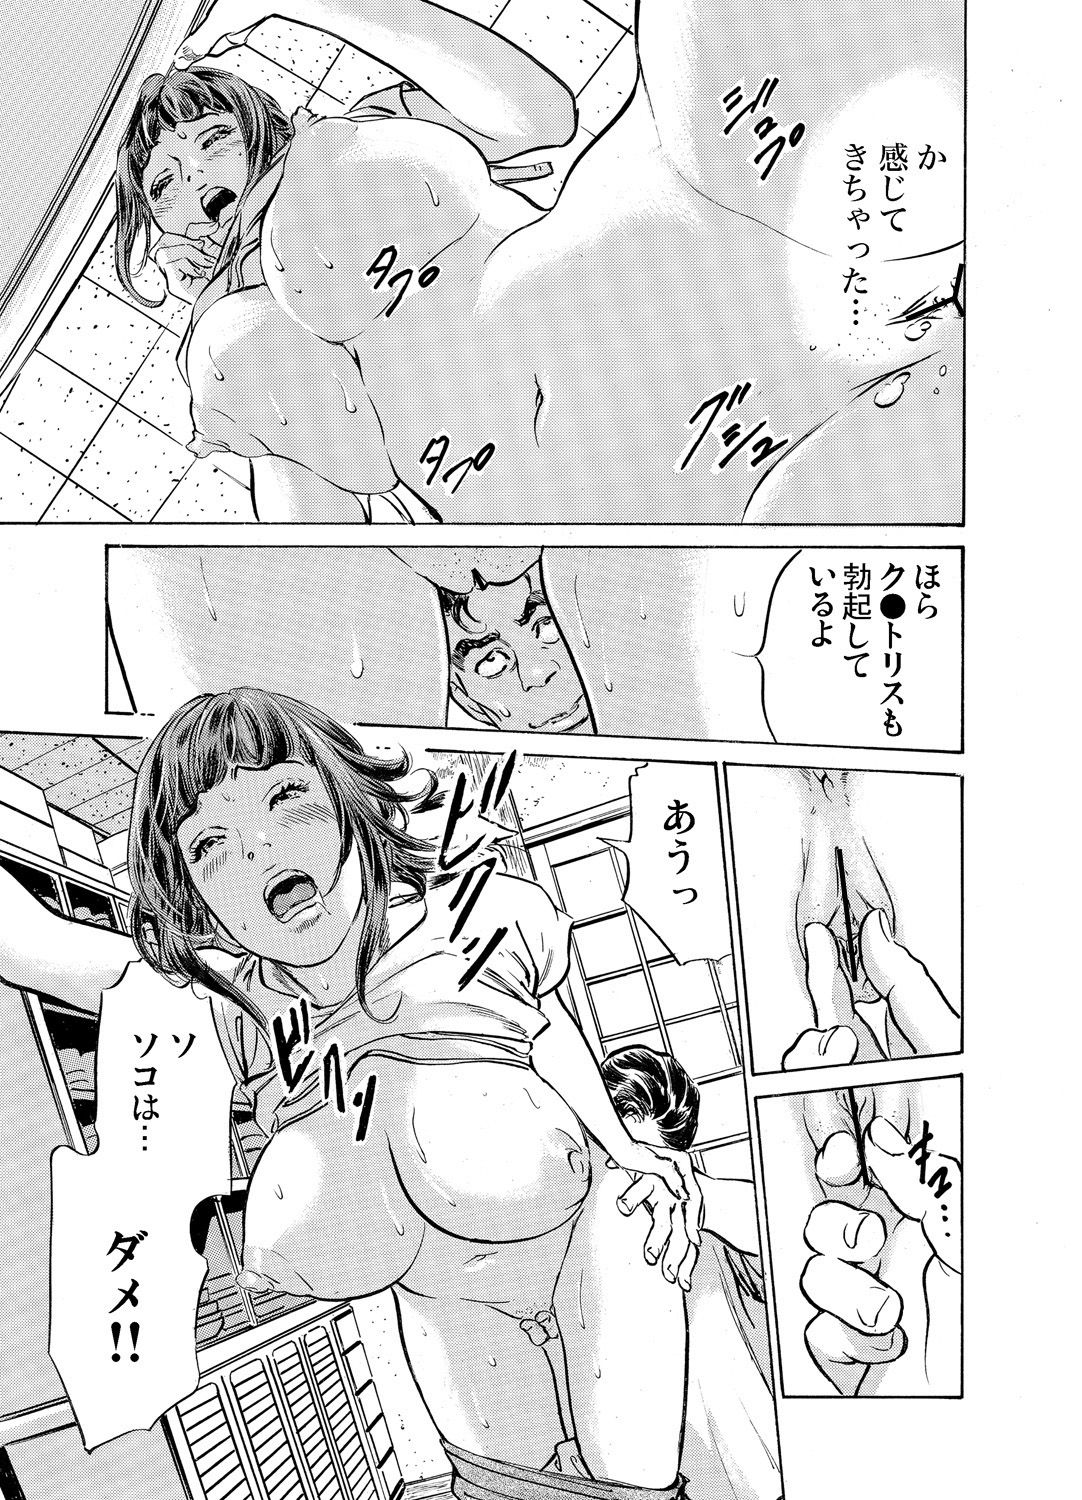 か
感じて
きちゃった…
ジュプ
タプ
タプ
グシュ
ほら
ク●トリスも
勃起して
いるよ
あうっ
ビクン
ビクッ
キュ…
ソ
ソコは…
ダメ!!